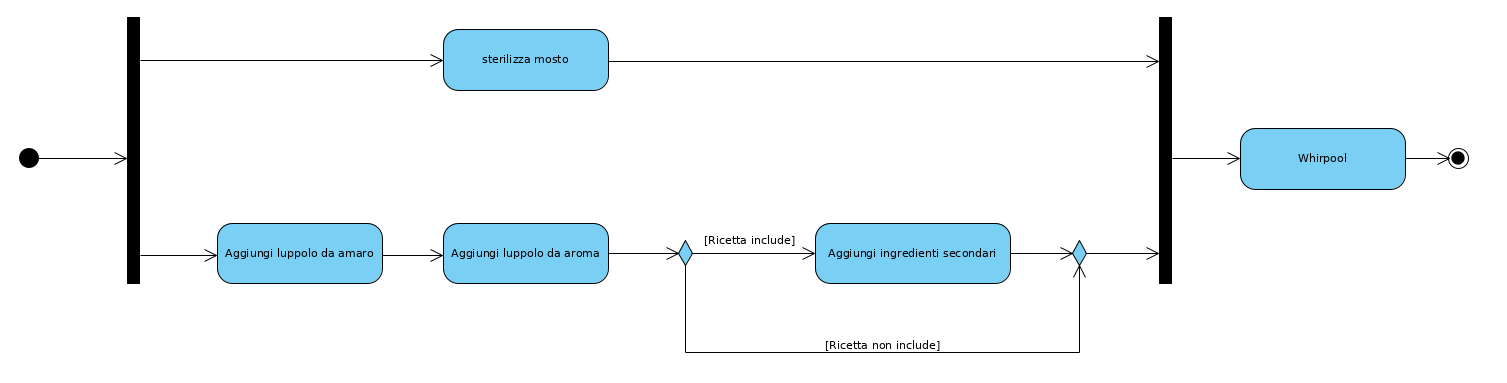 sterilizza mosto
Whirpool
Aggiungi luppolo da amaro
Aggiungi luppolo da aroma
[Ricetta include]
Aggiungi ingredienti secondari
[Ricetta non include]